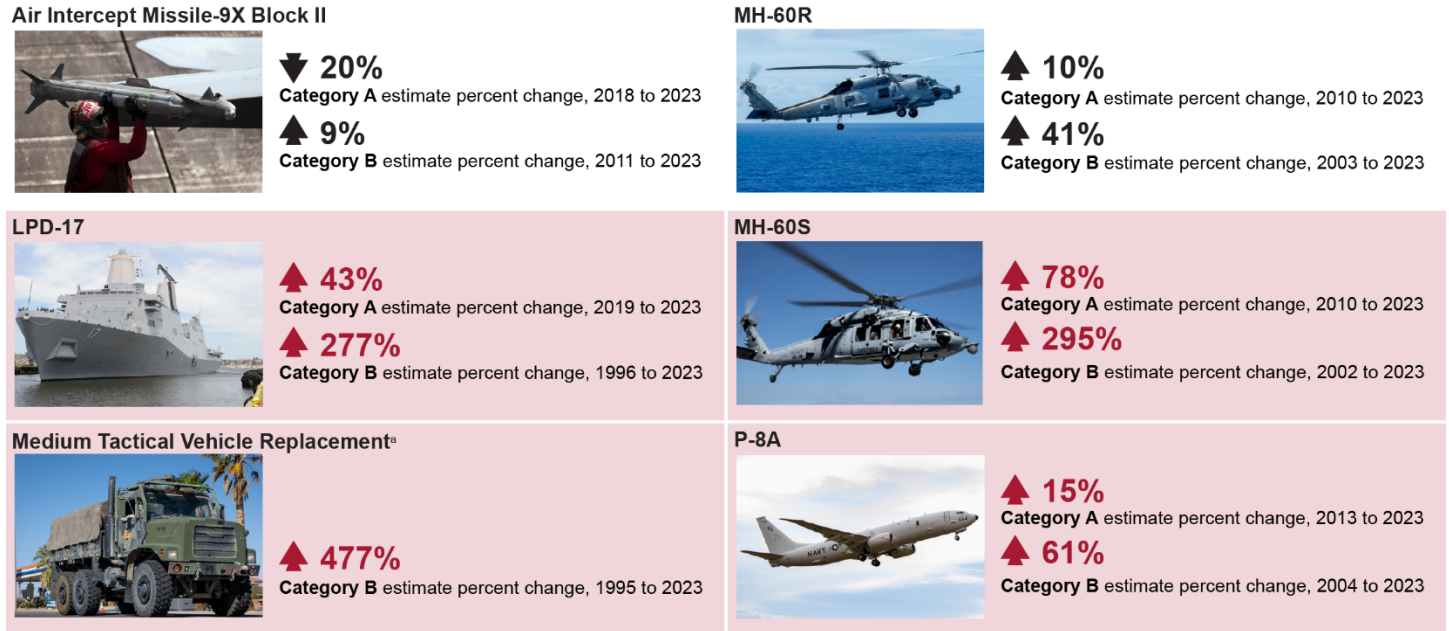 Air Intercept Missile-9X Block II
20%
Category A estimate percent change, 2018 to 2023
9%
Category B estimate percent change, 2011 to 2023
MH-60R
10%
Category A estimate percent change, 2010 to 2023
41%
Category B estimate percent change, 2003 to 2023
LPD-17
17
43%
Category A estimate percent change, 2019 to 2023
277%
Category B estimate percent change, 1996 to 2023
MH-60S
78%
Category A estimate percent change, 2010 to 2023
295%
Category B estimate percent change, 2002 to 2023
Medium Tactical Vehicle Replacementᵃ
477%
Category B estimate percent change, 1995 to 2023
P-8A
NAVY
15%
Category A estimate percent change, 2013 to 2023
61%
Category B estimate percent change, 2004 to 2023